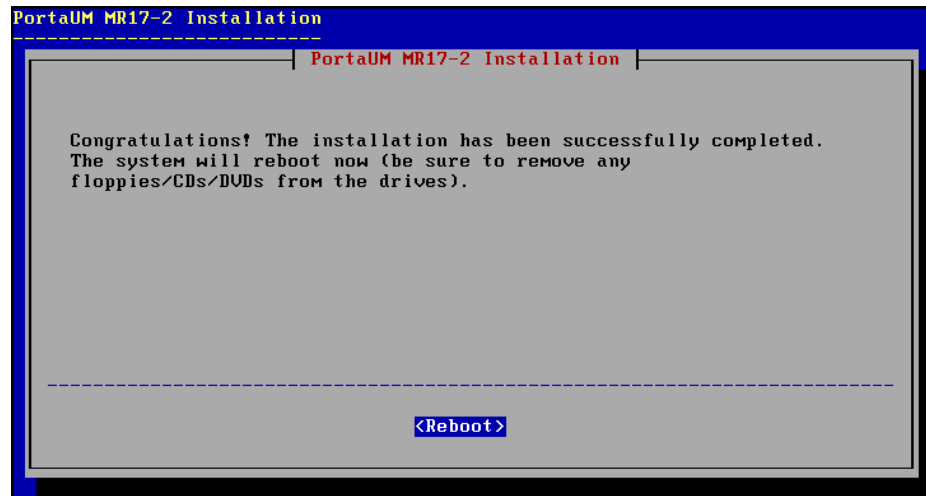 PortaUM MR17-2 Installation
PortaUM MR17-2 Installation
Congratulations! The installation has been successfully completed.
The system will reboot now (be sure to remove any
floppies/CDs/DVDs from the drives).
<Reboot>